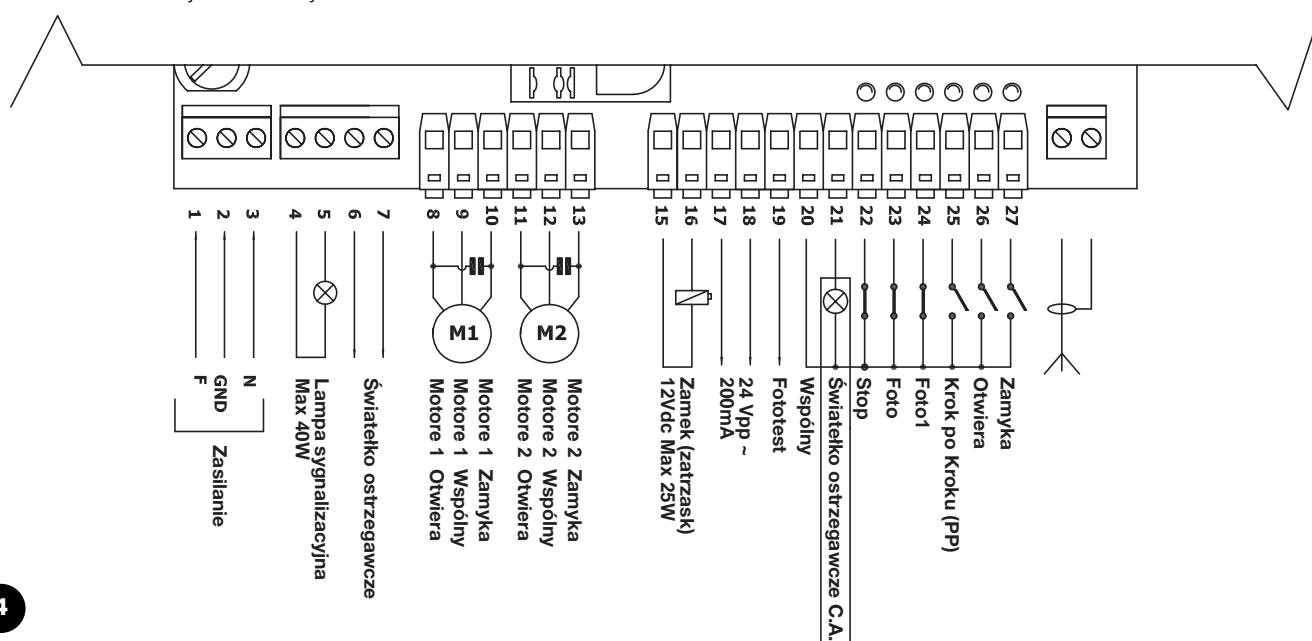 1
2
3
4
5
6
7
8
9
10
11
12
13
15
16
17
18
19
20
21
22
23
24
25
26
27
M1
M2
F
GND
N
Zasilanie
Lampa sygnalizacyjna
Max 40W
Światełko ostrzegawcze
Motore 1 Otwiera
Motore 1 Wspólny
Motore 1 Zamyka
Motore 2 Otwiera
Motore 2 Wspólny
Motore 2 Zamyka
Zamek (zatrzask)
12Vdc Max 25W
24 Vpp ~
200mA
Fototest
Wspólny
Światełko ostrzegawcze C.A.
Stop
Foto
Foto1
Krok po Kroku (PP)
Otwiera
Zamyka
4